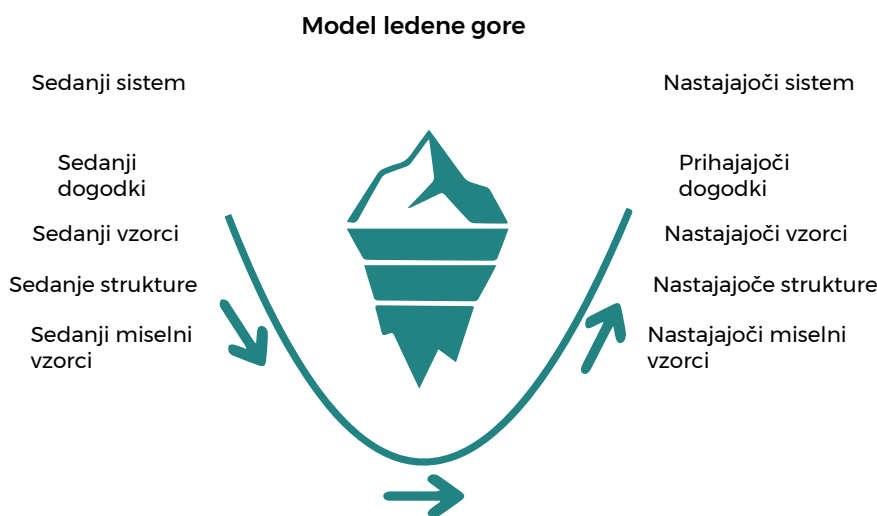 Model ledene gore
Sedanji sistem
Nastajajoči sistem
Sedanji
dogodki
Prihajajoči
dogodki
Sedanji vzorci
Nastajajoči vzorci
Sedanje strukture
Nastajajoče strukture
Sedanji miselni
vzorci
Nastajajoči miselni
vzorci